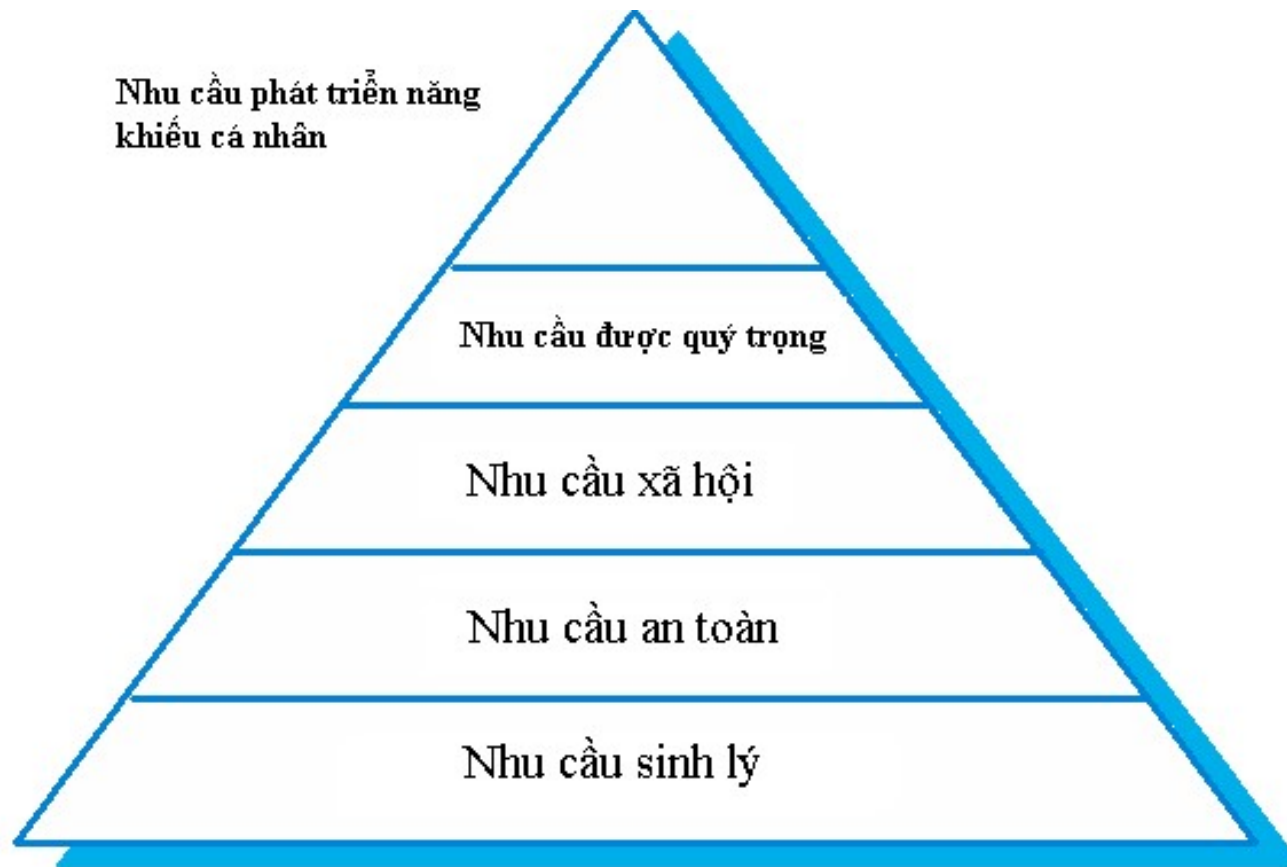 Nhu cầu phát triển năng
khiếu cá nhân
Nhu cầu được quý trọng
Nhu cầu xã hội
Nhu cầu an toàn
Nhu cầu sinh lý